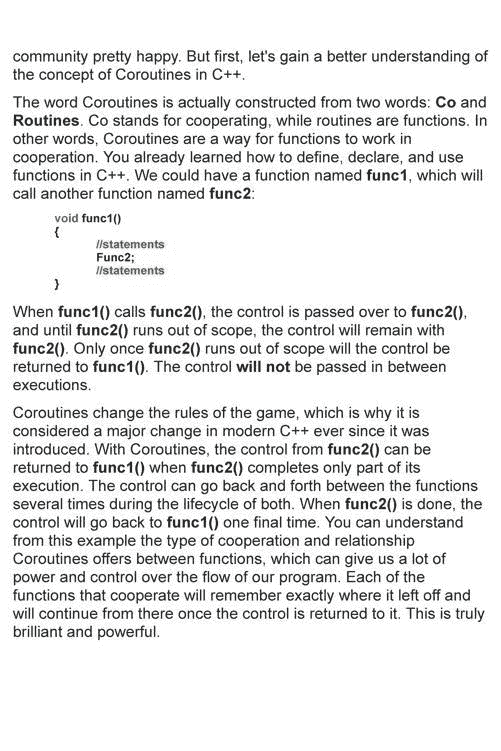 community pretty happy. But first, let's gain a better understanding of
the concept of Coroutines in C++.
The word Coroutines is actually constructed from two words: Co and
Routines. Co stands for cooperating, while routines are functions. In
other words, Coroutines are a way for functions to work in
cooperation. You already learned how to define, declare, and use
functions in C++. We could have a function named func1, which will
call another function named func2:
void func1()
{
//statements
Func2;
//statements
}
When func1() calls func2(), the control is passed over to func2(),
and until func2() runs out of scope, the control will remain with
func2(). Only once func2() runs out of scope will the control be
returned to func1(). The control will not be passed in between
executions.
Coroutines change the rules of the game, which is why it is
considered a major change in modern C++ ever since it was
introduced. With Coroutines, the control from func2() can be
returned to func1() when func2() completes only part of its
execution. The control can go back and forth between the functions
several times during the lifecycle of both. When func2() is done, the
control will go back to func1() one final time. You can understand
from this example the type of cooperation and relationship
Coroutines offers between functions, which can give us a lot of
power and control over the flow of our program. Each of the
functions that cooperate will remember exactly where it left off and
will continue from there once the control is returned to it. This is truly
brilliant and powerful.